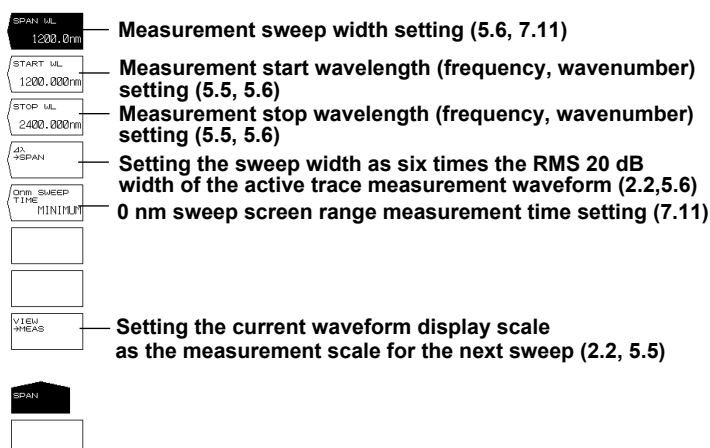 SPAN WL
1200.0nm
Measurement sweep width setting (5.6, 7.11)
START WL
1200.000nm
Measurement start wavelength (frequency, wavenumber)
setting (5.5, 5.6)
STOP WL
2400.000nm
Measurement stop wavelength (frequency, wavenumber)
setting (5.5, 5.6)
Δλ
→SPAN
Setting the sweep width as six times the RMS 20 dB
width of the active trace measurement waveform (2.2,5.6)
0nm SWEEP
TIME
MINIMUM
0 nm sweep screen range measurement time setting (7.11)
VIEW
→MEAS
Setting the current waveform display scale
as the measurement scale for the next sweep (2.2, 5.5)
SPAN